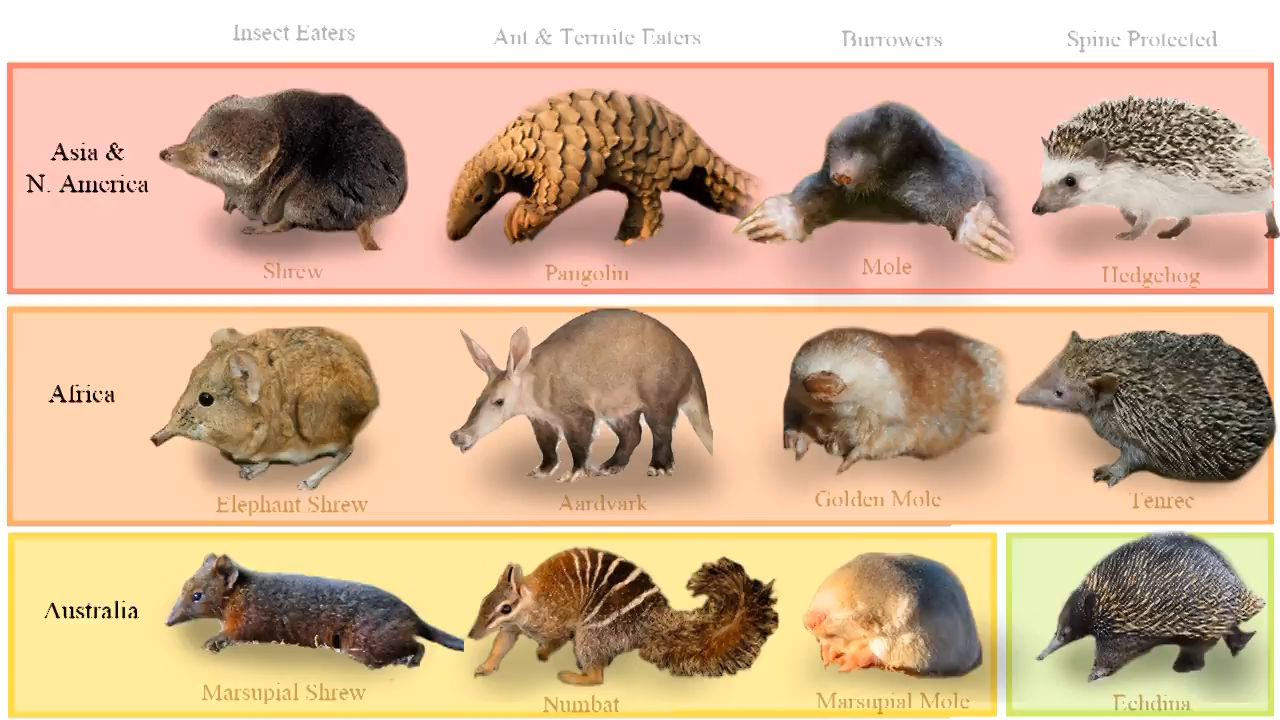 Insect Eaters
Ant & Termite Eaters
Burrowers
Spine Protected
Asia &
N. America
Shrew
Pangolin
Mole
Hedgehog
Africa
Elephant Shrew
Aardvark
Golden Mole
Tenrec
Australia
Marsupial Shrew
Numbat
Marsupial Mole
Echdina